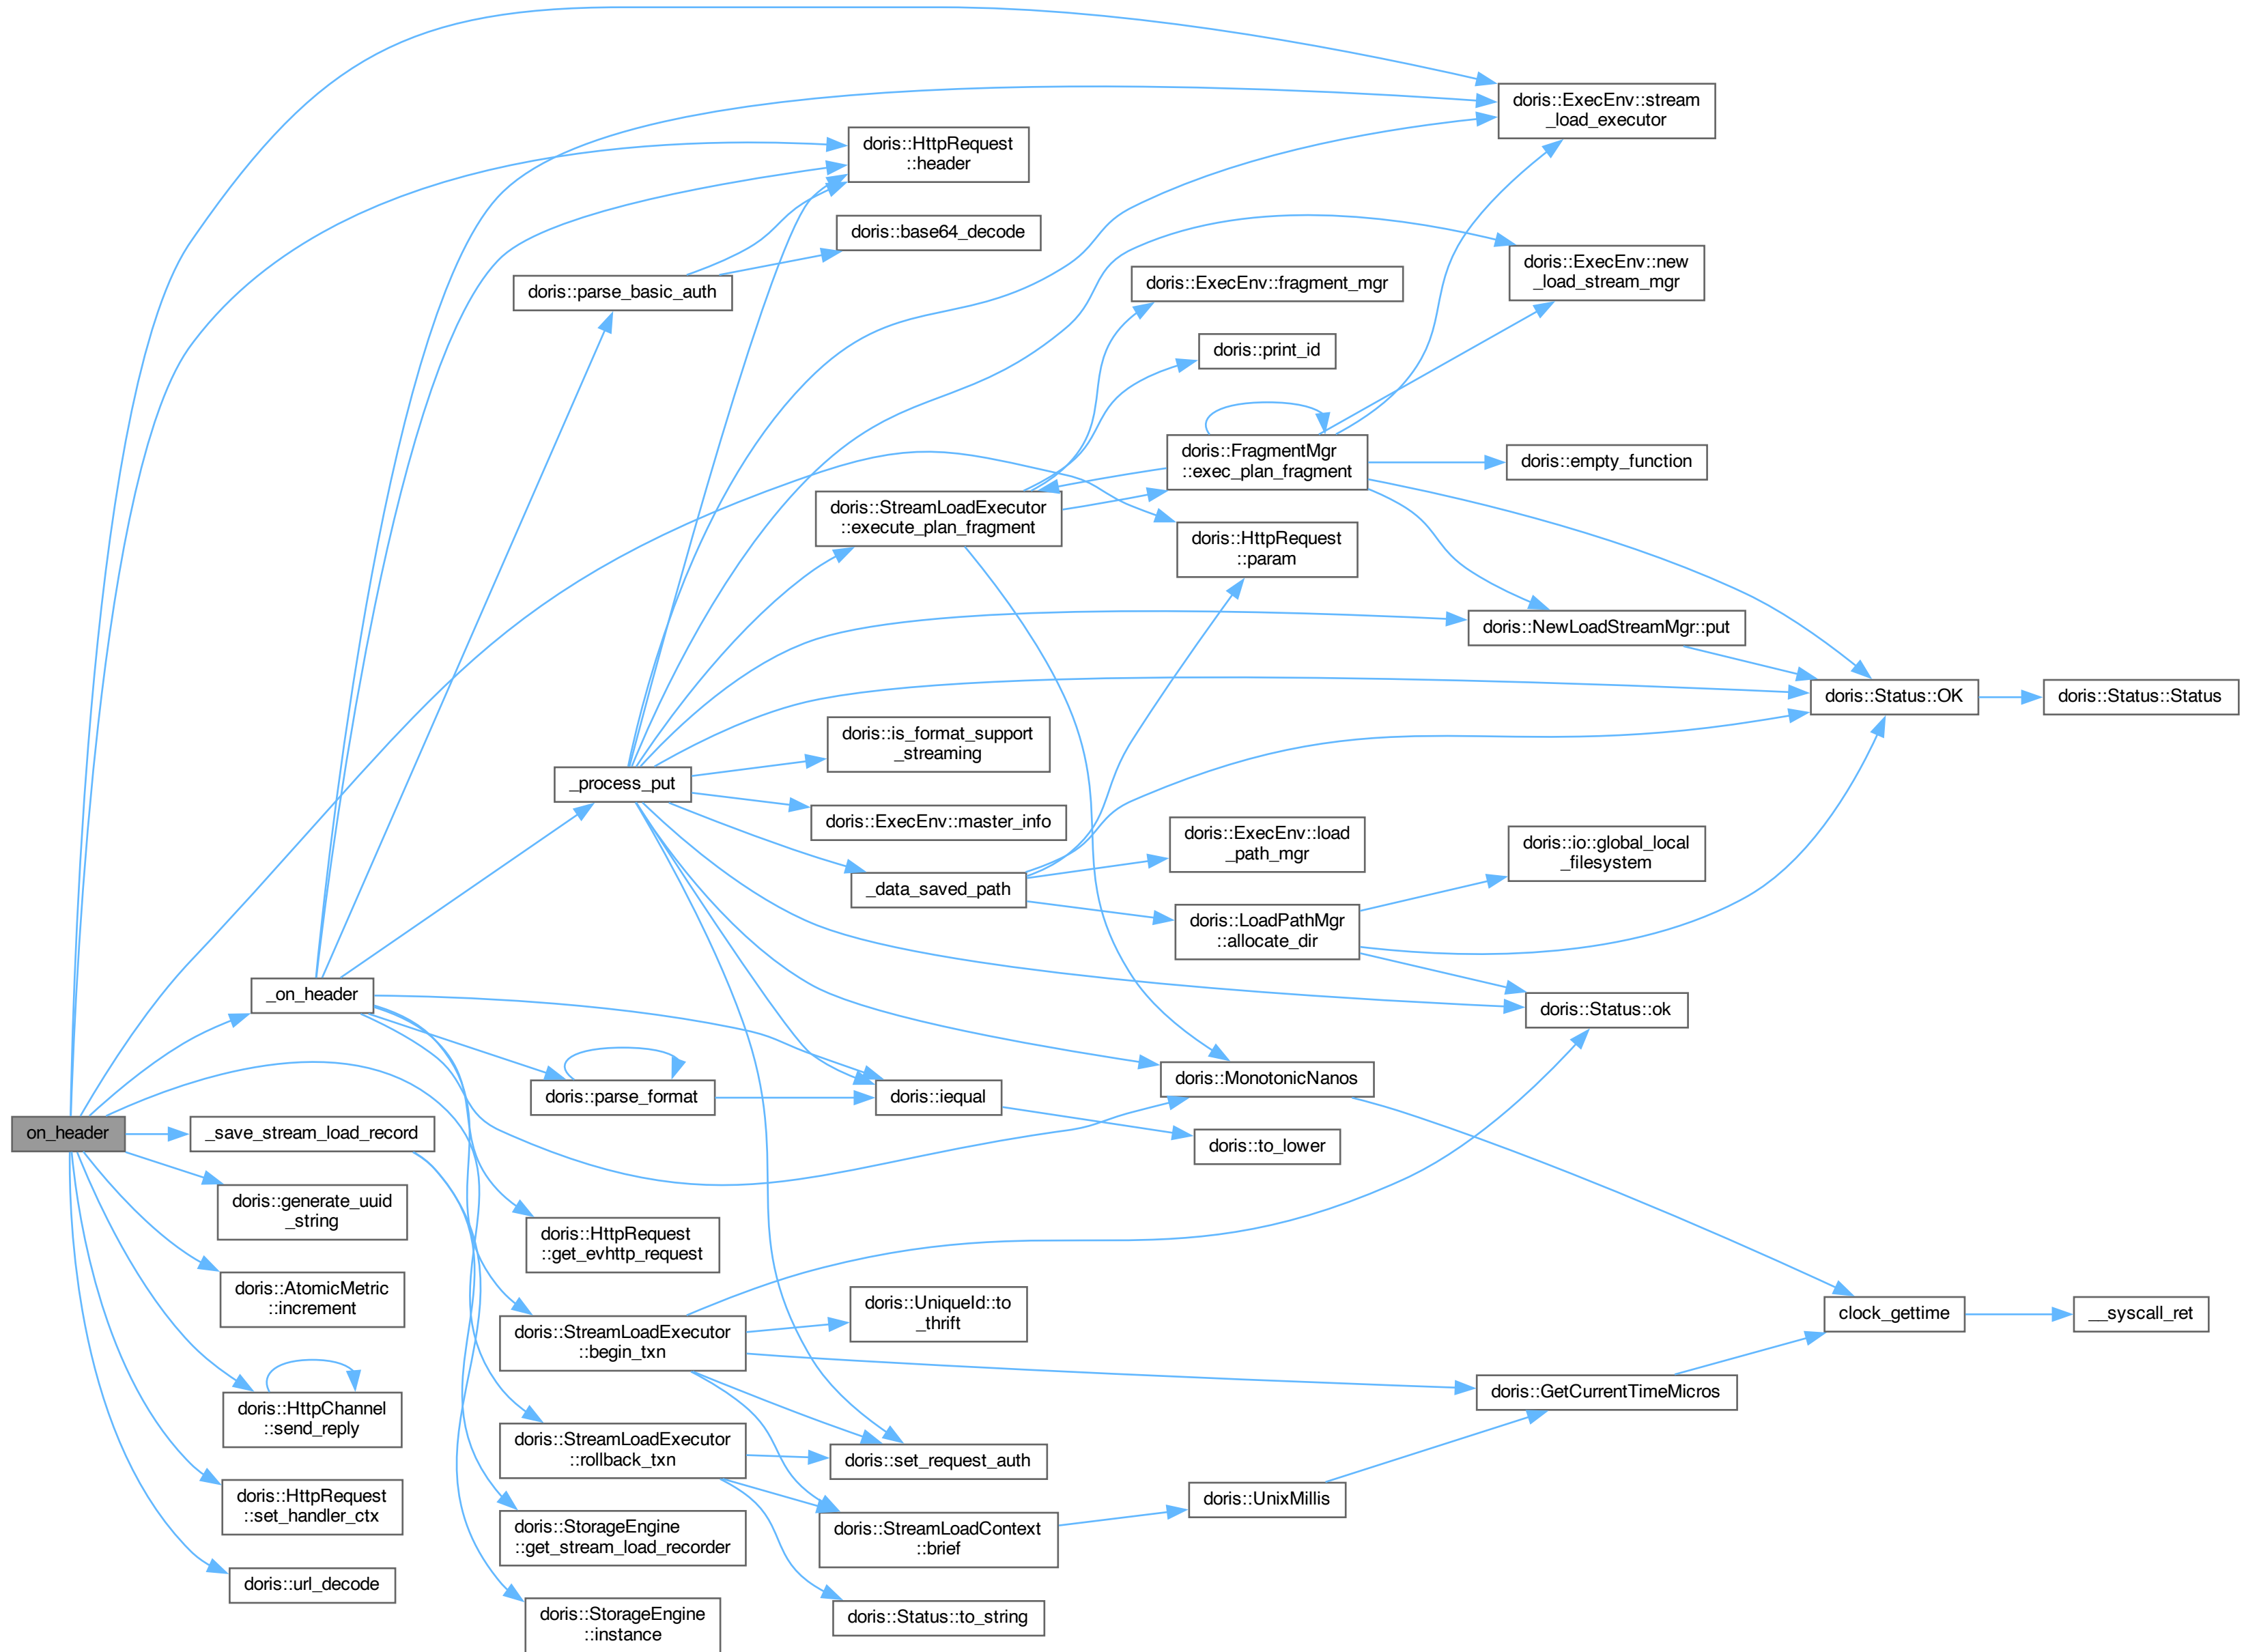 on_header
_on_header
_save_stream_load_record
doris::generate_uuid
_string
doris::AtomicMetric
::increment
doris::HttpChannel
::send_reply
doris::HttpRequest
::set_handler_ctx
doris::url_decode
doris::parse_basic_auth
_process_put
doris::parse_format
doris::HttpRequest
::get_evhttp_request
doris::StreamLoadExecutor
::begin_txn
doris::StreamLoadExecutor
::rollback_txn
doris::StorageEngine
::get_stream_load_recorder
doris::StorageEngine
::instance
doris::HttpRequest
::header
doris::base64_decode
doris::StreamLoadExecutor
::execute_plan_fragment
doris::is_format_support
_streaming
doris::ExecEnv::master_info
_data_saved_path
doris::iequal
doris::UniqueId::to
_thrift
doris::set_request_auth
doris::StreamLoadContext
::brief
doris::Status::to_string
doris::ExecEnv::fragment_mgr
doris::print_id
doris::FragmentMgr
::exec_plan_fragment
doris::HttpRequest
::param
doris::ExecEnv::load
_path_mgr
doris::LoadPathMgr
::allocate_dir
doris::MonotonicNanos
doris::to_lower
doris::UnixMillis
doris::ExecEnv::stream
_load_executor
doris::ExecEnv::new
_load_stream_mgr
doris::empty_function
doris::NewLoadStreamMgr::put
doris::io::global_local
_filesystem
doris::Status::ok
doris::GetCurrentTimeMicros
doris::Status::OK
clock_gettime
doris::Status::Status
__syscall_ret